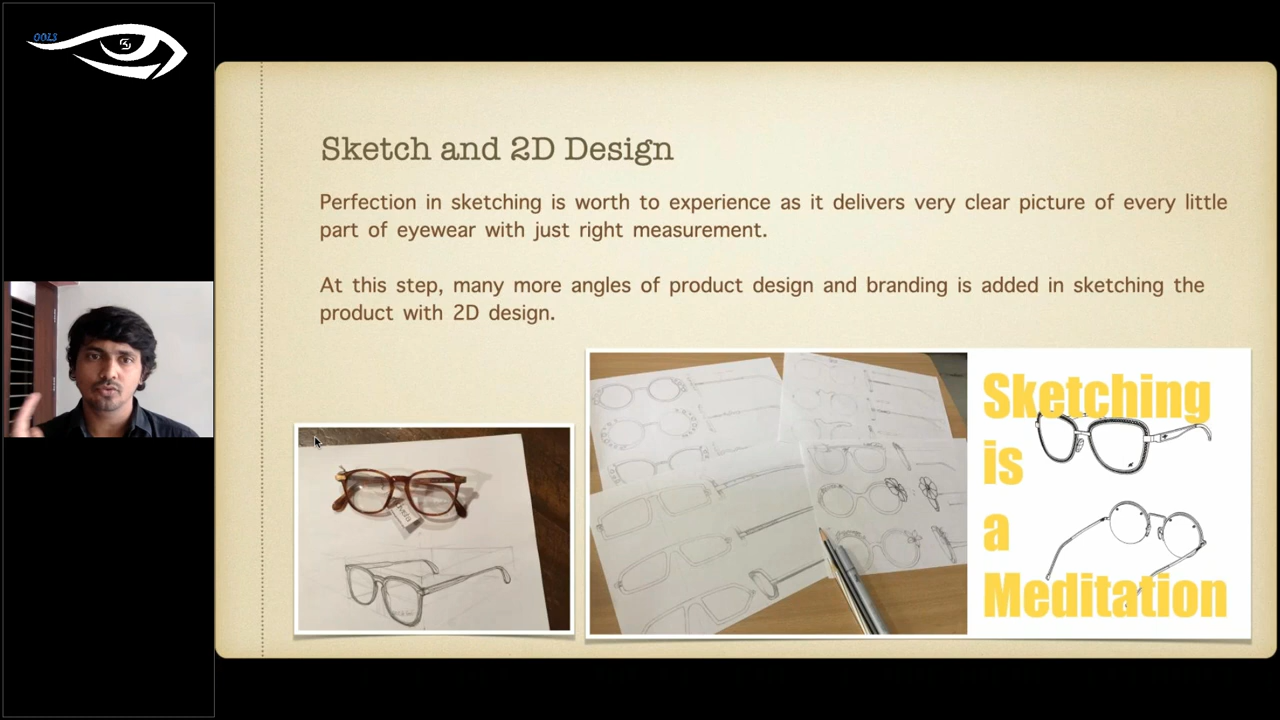 OOLS
Sketch and 2D Design
Perfection in sketching is worth to experience as it delivers very clear picture of every little
part of eyewear with just right measurement.
At this step, many more angles of product design and branding is added in sketching the
product with 2D design.
Sketching
is
a
Meditation